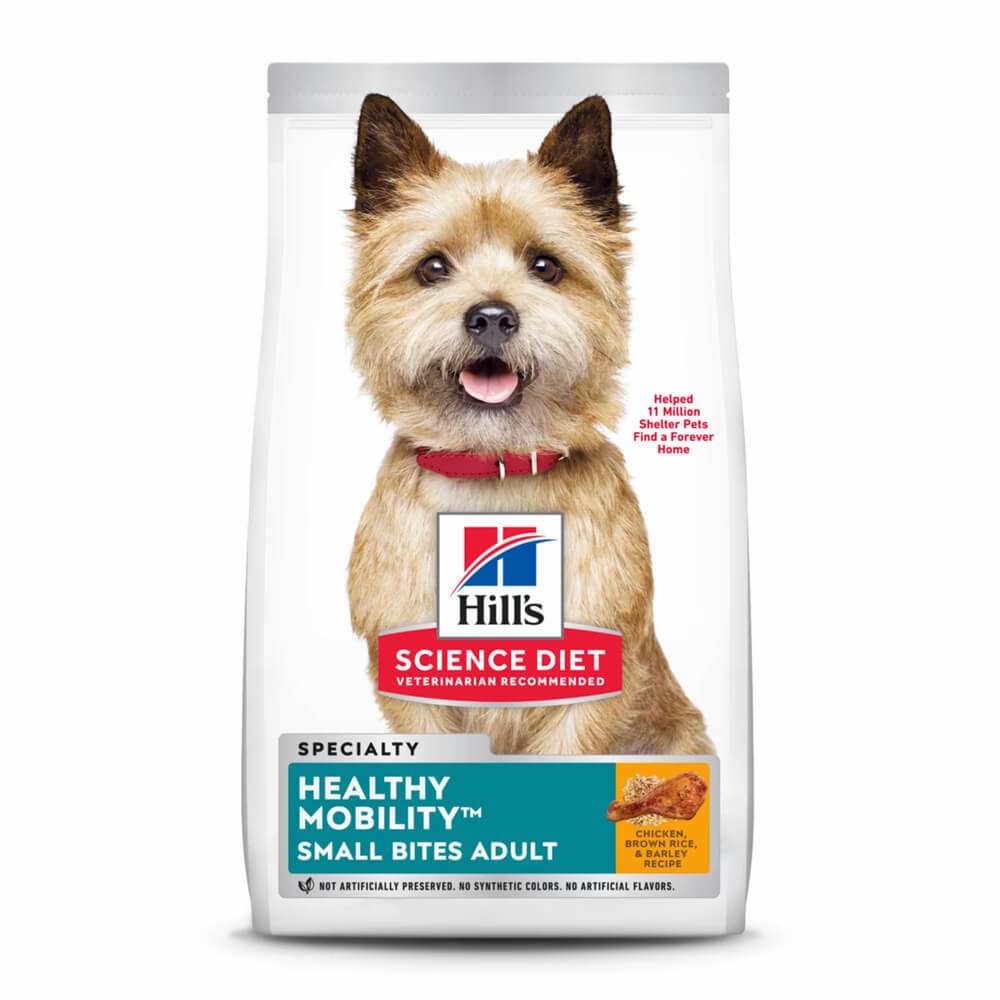 Helped
11 Million
Shelter Pets
Find a Forever
Home
Hill's
SCIENCE DIET
VETERINARIAN RECOMMENDED
SPECIALTY
HEALTHY
MOBILITY™
SMALL BITES ADULT
CHICKEN,
BROWN RICE,
& BARLEY
RECIPE
NOT ARTIFICIALLY PRESERVED. NO SYNTHETIC COLORS. NO ARTIFICIAL FLAVORS.